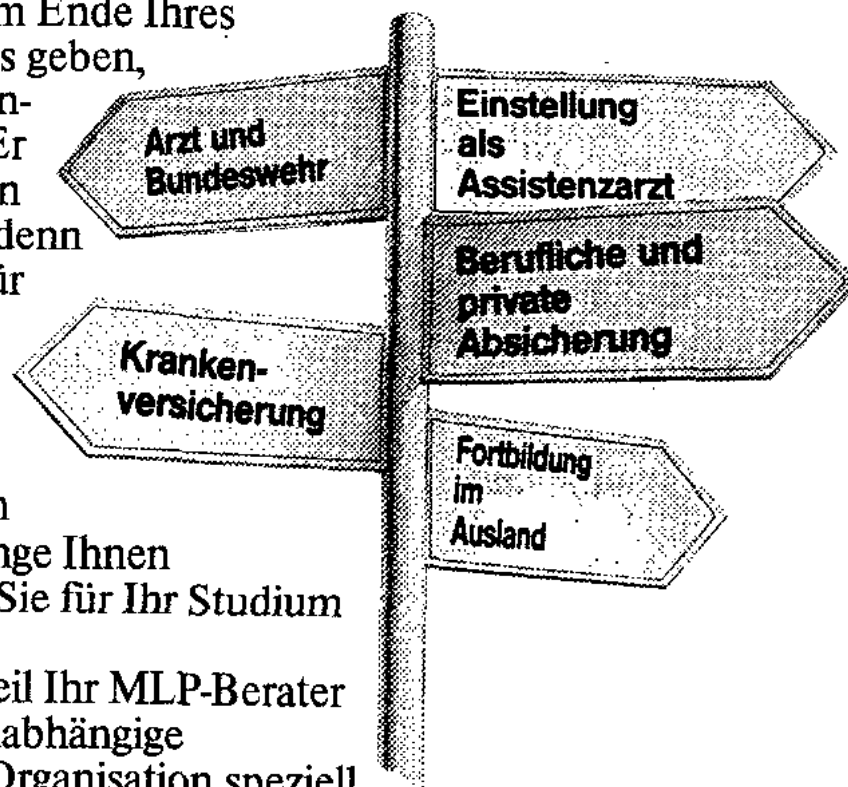 m Ende Ihres
s geben,
n-
Er
n
denn
ür
n
nge Ihnen
Sie für Ihr Studium
eil Ihr MLP-Berater
abhängige
Organisation speziell
Arzt und
Bundeswehr
Kranken-
versicherung
Einstellung
als
Assistenzarzt
Berufliche und
private
Absicherung
Fortbildung
im
Ausland